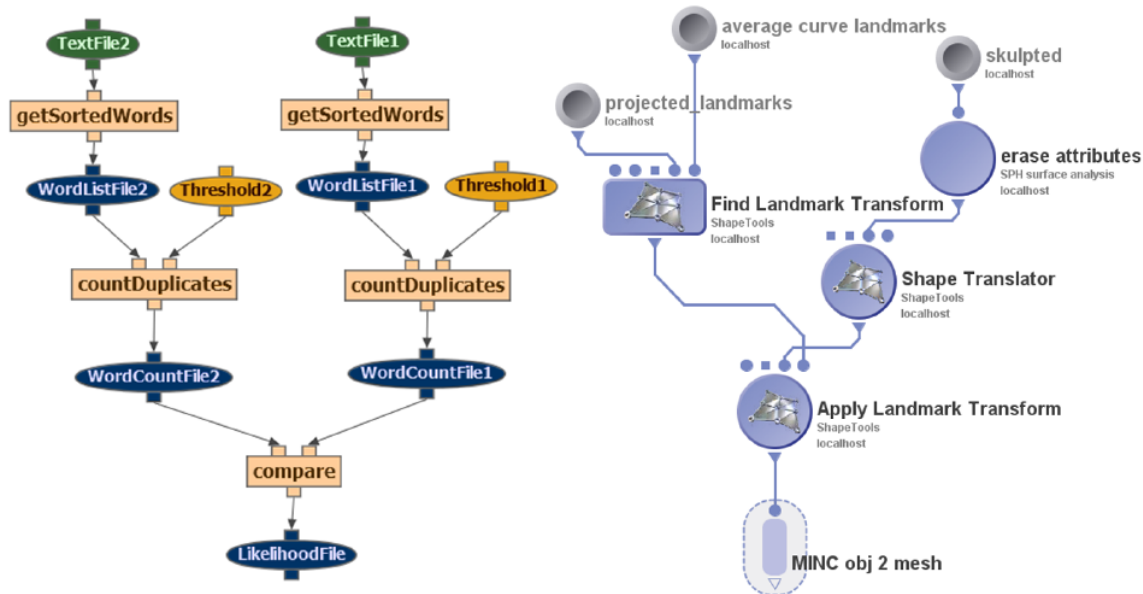 TextFile2
TextFile1
getSortedWords
getSortedWords
WordListFile2
Threshold2
WordListFile1
Threshold1
countDuplicates
countDuplicates
WordCountFile2
WordCountFile1
compare
LikelihoodFile
average curve landmarks
localhost
skulpted
localhost
projected_landmarks
localhost
erase attributes
SPH surface analysis
localhost
Find Landmark Transform
ShapeTools
localhost
Shape Translator
ShapeTools
localhost
Apply Landmark Transform
ShapeTools
localhost
MINC obj 2 mesh